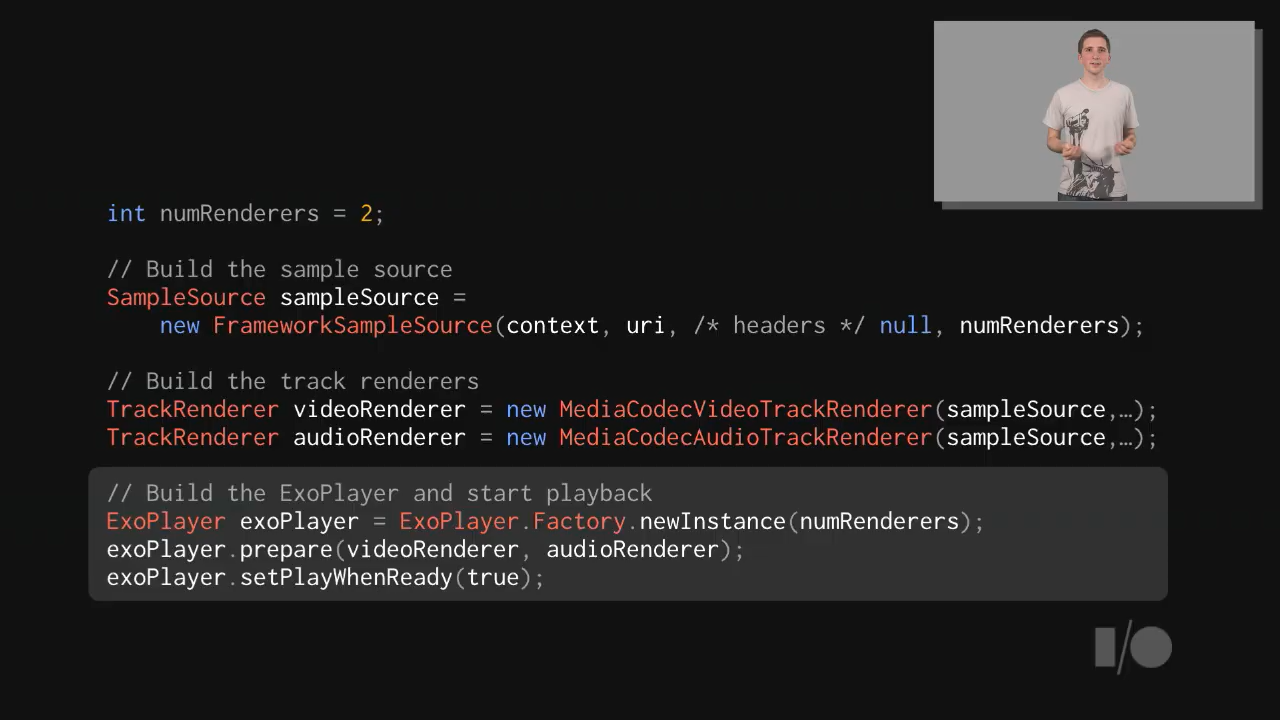 int numRenderers = 2;
// Build the sample source
SampleSource sampleSource =
new FrameworkSampleSource(context, uri, /* headers */ null, numRenderers);
// Build the track renderers
TrackRenderer videoRenderer = new MediaCodecVideoTrackRenderer(sampleSource,…);
TrackRenderer audioRenderer = new MediaCodecAudioTrackRenderer(sampleSource,…);
// Build the ExoPlayer and start playback
ExoPlayer exoPlayer = ExoPlayer.Factory.newInstance(numRenderers);
exoPlayer.prepare(videoRenderer, audioRenderer);
exoPlayer.setPlayWhenReady(true);
I/O